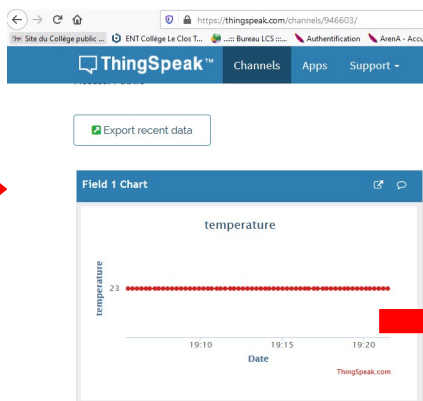 https://thingspeak.com/channels/946603/
Site du Collège public ... ENT Collège Le Clos T... ..::: Bureau LCS :::... Authentification ArenA - Accu
ThingSpeak™ Channels Apps Support
Export recent data
Field 1 Chart
temperature
temperature
23
19:10 19:15 19:20
Date
ThingSpeak.com